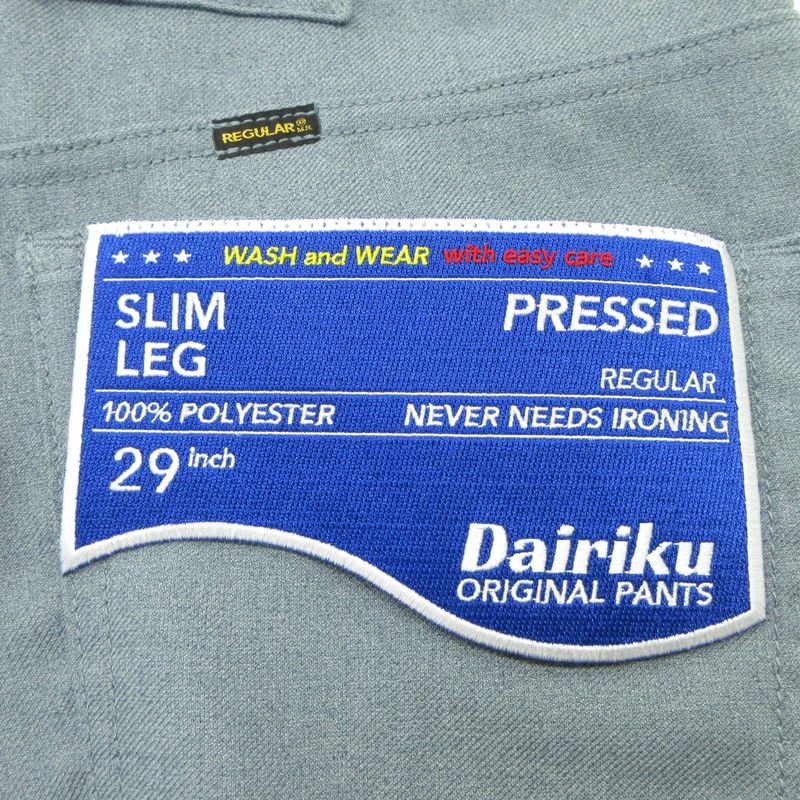 REGULAR ® M.R.
WASH and WEAR with easy care
SLIM
LEG
PRESSED
REGULAR
100% POLYESTER NEVER NEEDS IRONING
29 inch
Dairiku
ORIGINAL PANTS